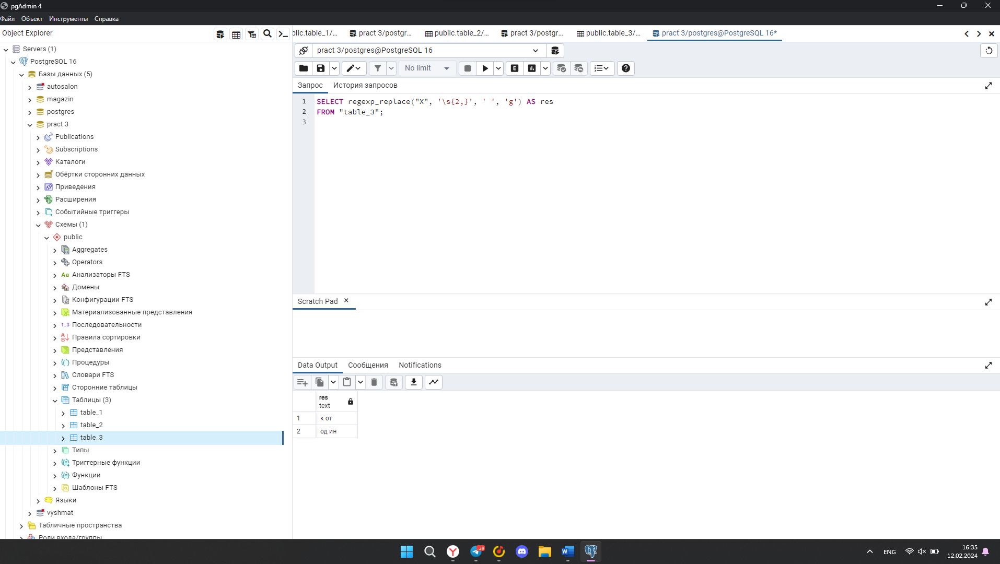 pgAdmin 4
Файл Объект Инструменты Справка
Object Explorer
blic.table_1/... pract 3/postgr... public.table_2/... pract 3/postgr... public.table_3/... pract 3/postgres@PostgreSQL 16*
Servers (1)
PostgreSQL 16
Базы данных (5)
autosalon
magazin
postgres
pract 3
Publications
Subscriptions
Каталоги
Обёртки сторонних данных
Приведения
Расширения
Событийные триггеры
Схемы (1)
public
Aggregates
Operators
Aa Анализаторы FTS
Домены
Конфигурации FTS
Материализованные представления
1..3 Последовательности
Правила сортировки
Представления
Процедуры
Словари FTS
Сторонние таблицы
Таблицы (3)
table_1
table_2
table_3
Типы
Триггерные функции
Функции
Шаблоны FTS
Языки
vyshmat
Табличные пространства
Роли входа/группы
pract 3/postgres@PostgreSQL 16
No limit
E
Запрос История запросов
1 SELECT regexp_replace("X", '\s{2,}', ' ', 'g') AS res
2 FROM "table_3";
3
Scratch Pad
Data Output Сообщения Notifications
res
text
1 к от
2 од ин
29
ENG
16:35
12.02.2024